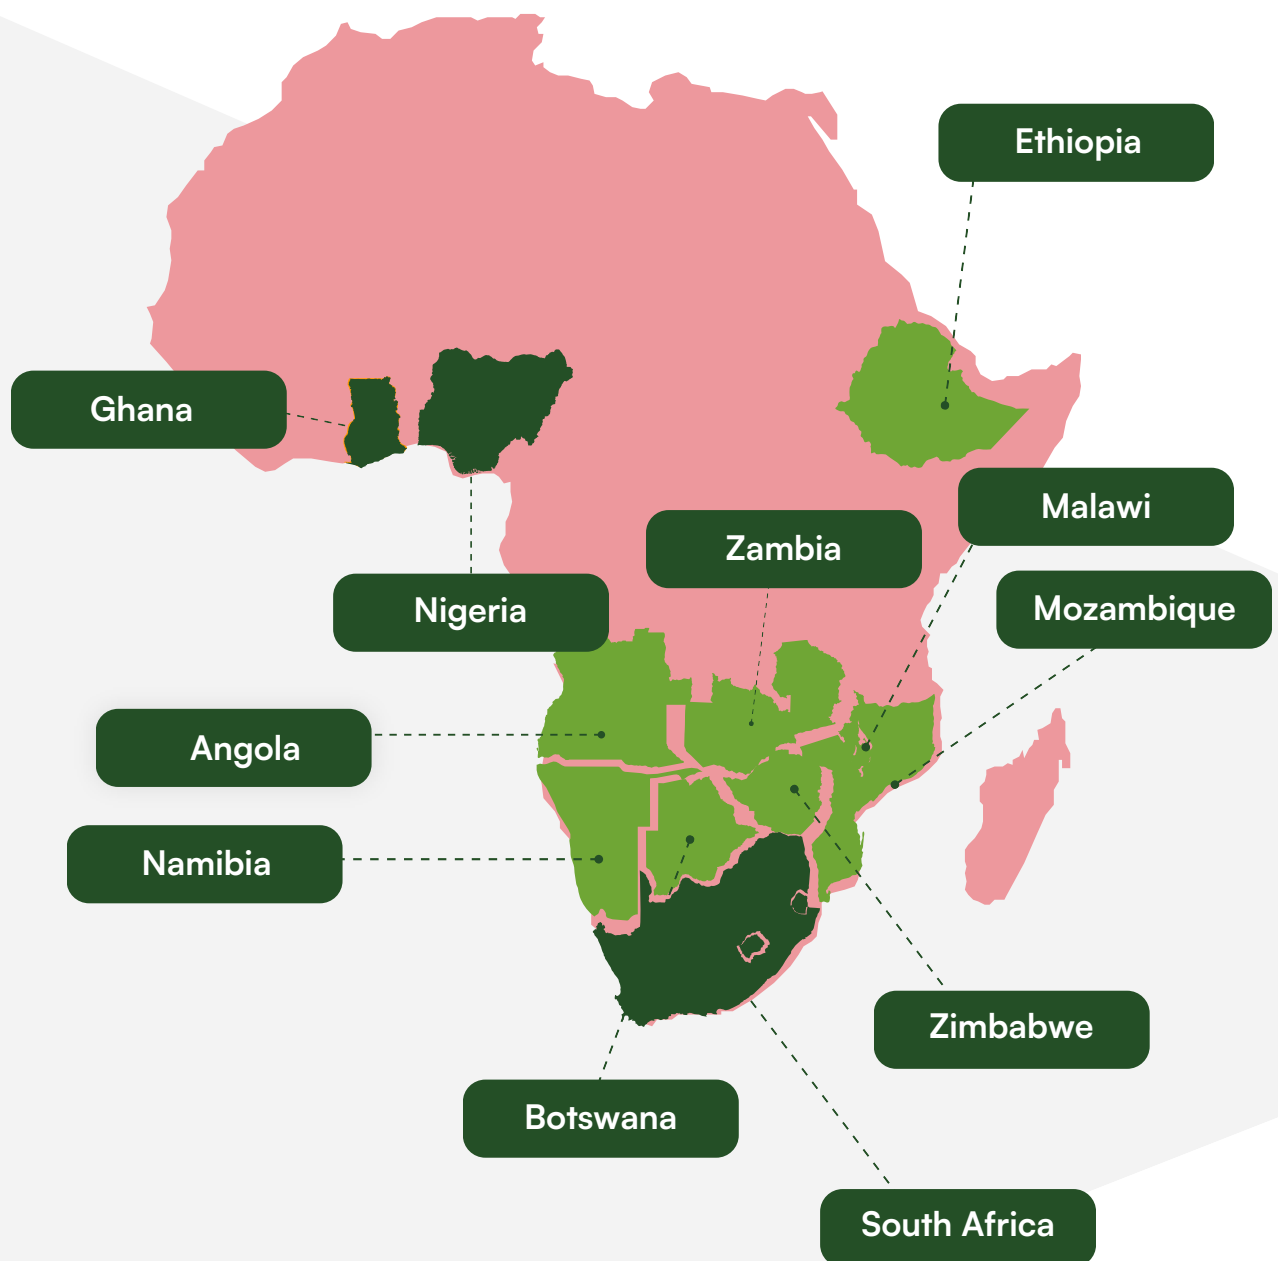 Ethiopia
Ghana
Malawi
Zambia
Nigeria
Mozambique
Angola
Namibia
Zimbabwe
Botswana
South Africa